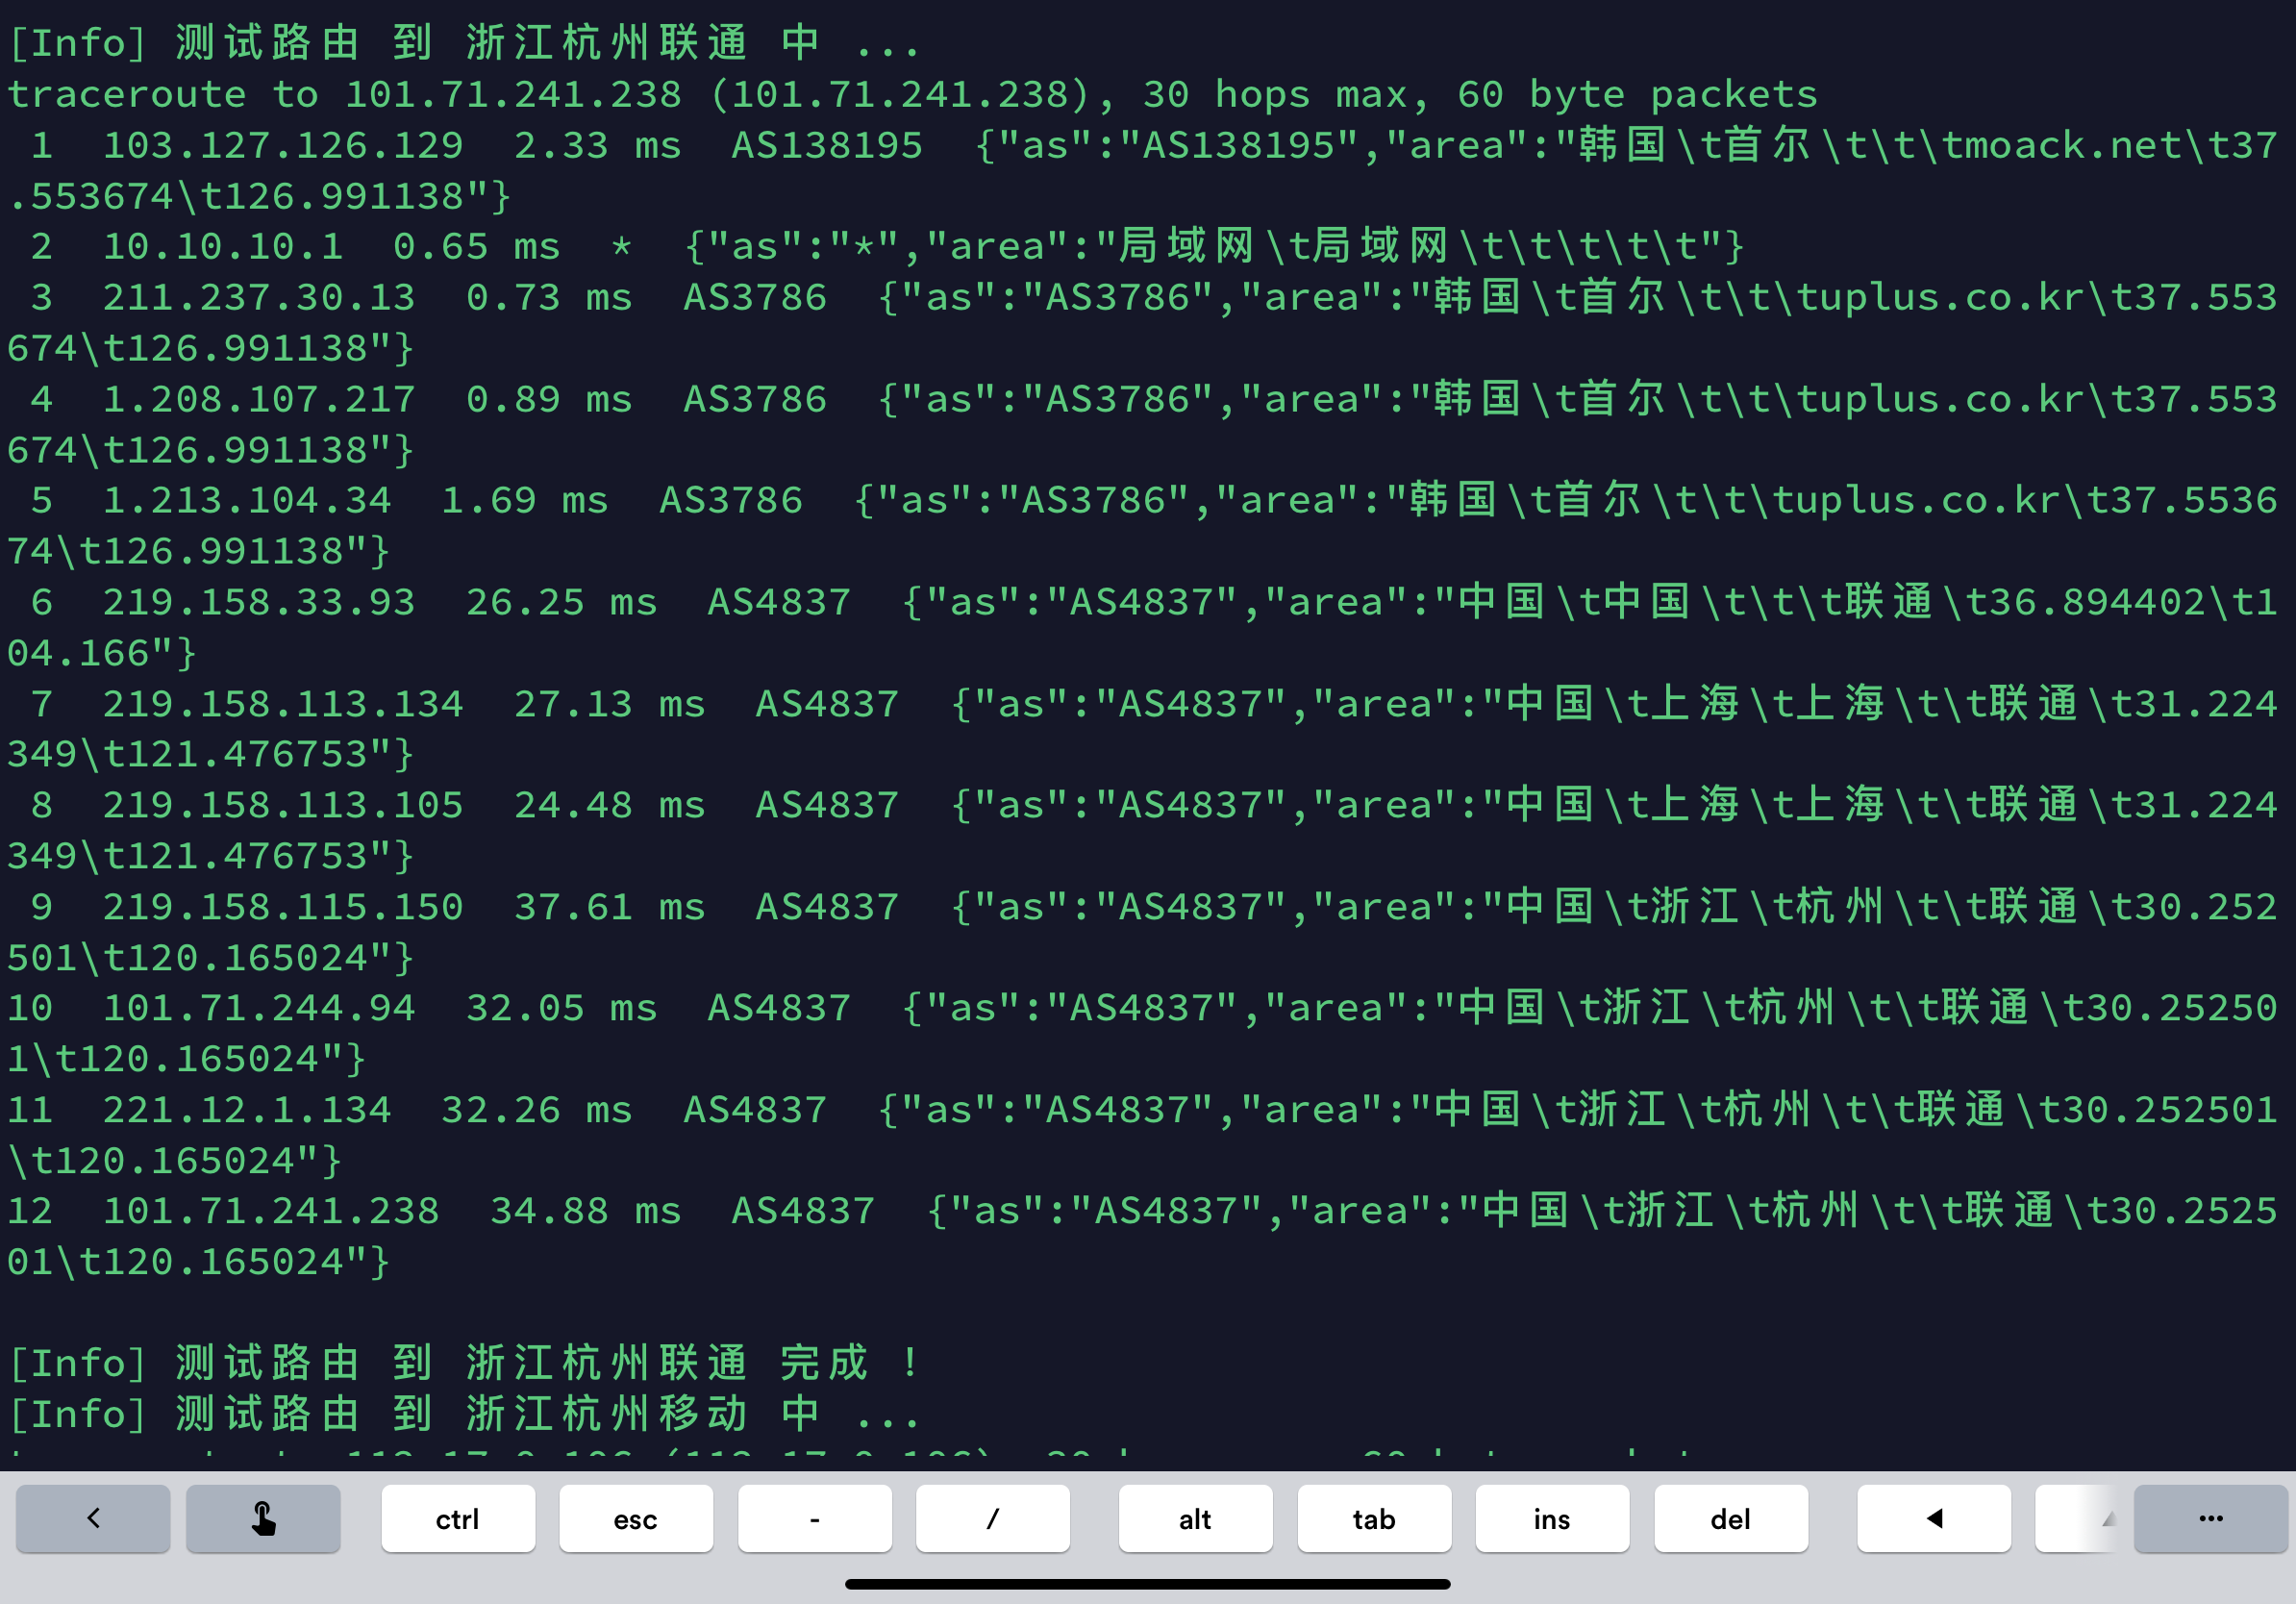 [Info] 测试路由 到 浙江杭州联通 中 ...
traceroute to 101.71.241.238 (101.71.241.238), 30 hops max, 60 byte packets
 1  103.127.126.129  2.33 ms  AS138195  {"as":"AS138195","area":"韩国\t首尔\t\t\tmoack.net\t37
.553674\t126.991138"}
 2  10.10.10.1  0.65 ms  *  {"as":"*","area":"局域网\t局域网\t\t\t\t\t"}
 3  211.237.30.13  0.73 ms  AS3786  {"as":"AS3786","area":"韩国\t首尔\t\t\tuplus.co.kr\t37.553
674\t126.991138"}
 4  1.208.107.217  0.89 ms  AS3786  {"as":"AS3786","area":"韩国\t首尔\t\t\tuplus.co.kr\t37.553
674\t126.991138"}
 5  1.213.104.34  1.69 ms  AS3786  {"as":"AS3786","area":"韩国\t首尔\t\t\tuplus.co.kr\t37.5536
74\t126.991138"}
 6  219.158.33.93  26.25 ms  AS4837  {"as":"AS4837","area":"中国\t中国\t\t\t联通\t36.894402\t1
04.166"}
 7  219.158.113.134  27.13 ms  AS4837  {"as":"AS4837","area":"中国\t上海\t上海\t\t联通\t31.224
349\t121.476753"}
 8  219.158.113.105  24.48 ms  AS4837  {"as":"AS4837","area":"中国\t上海\t上海\t\t联通\t31.224
349\t121.476753"}
 9  219.158.115.150  37.61 ms  AS4837  {"as":"AS4837","area":"中国\t浙江\t杭州\t\t联通\t30.252
501\t120.165024"}
10  101.71.244.94  32.05 ms  AS4837  {"as":"AS4837","area":"中国\t浙江\t杭州\t\t联通\t30.25250
1\t120.165024"}
11  221.12.1.134  32.26 ms  AS4837  {"as":"AS4837","area":"中国\t浙江\t杭州\t\t联通\t30.252501
\t120.165024"}
12  101.71.241.238  34.88 ms  AS4837  {"as":"AS4837","area":"中国\t浙江\t杭州\t\t联通\t30.2525
01\t120.165024"}
[Info] 测试路由 到 浙江杭州联通 完成 !
[Info] 测试路由 到 浙江杭州移动 中 ...
ctrl esc - / alt tab ins del ...